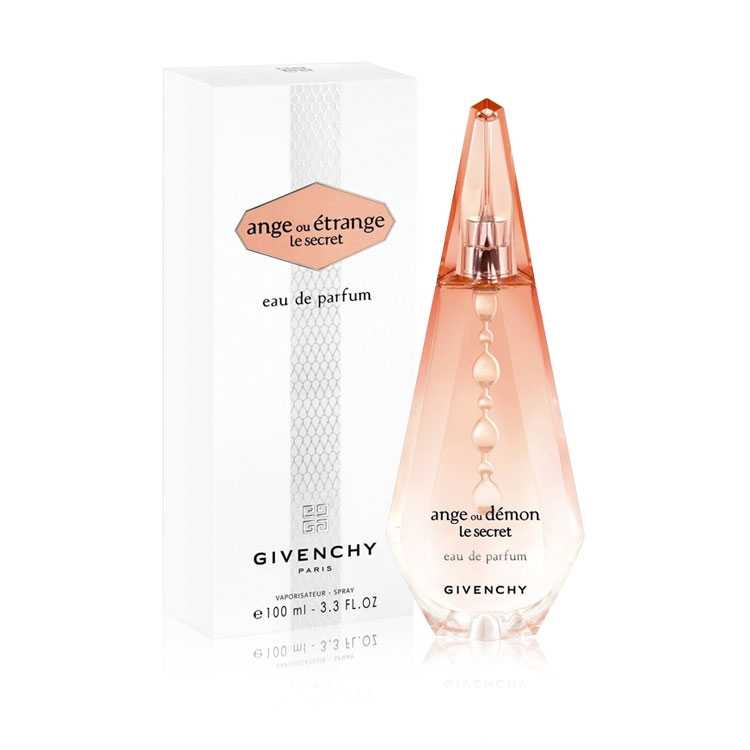 ange ou étrange
le secret
eau de parfum
GIVENCHY
PARIS
VAPORISATEUR - SPRAY
e 100 ml - 3.3 FL.OZ
ange ou démon
le secret
eau de parfum
GIVENCHY